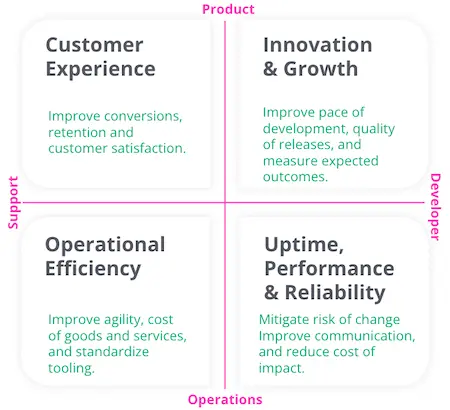 Product
Customer
Experience
Improve conversions,
retention and
customer satisfaction.
Innovation
& Growth
Improve pace of
development, quality
of releases, and
measure expected
outcomes.
Support
Developer
Operational
Efficiency
Improve agility, cost
of goods and services,
and standardize
tooling.
Uptime,
Performance
& Reliability
Mitigate risk of change
Improve communication,
and reduce cost of
impact.
Operations